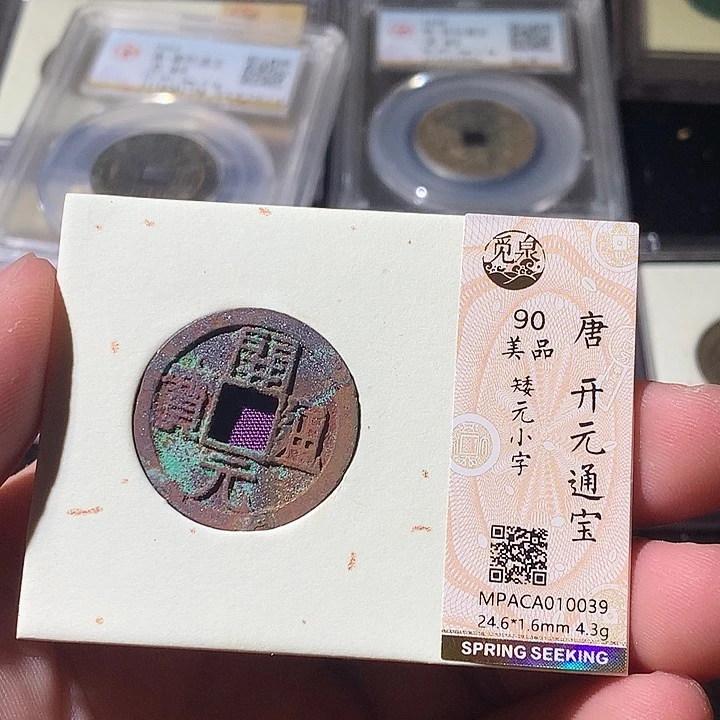 開
元
通
寶
觅泉
90
美品
矮元小字
唐 开元通宝
MPACA010039
24.6*1.6mm 4.3g
SPRING SEEKING